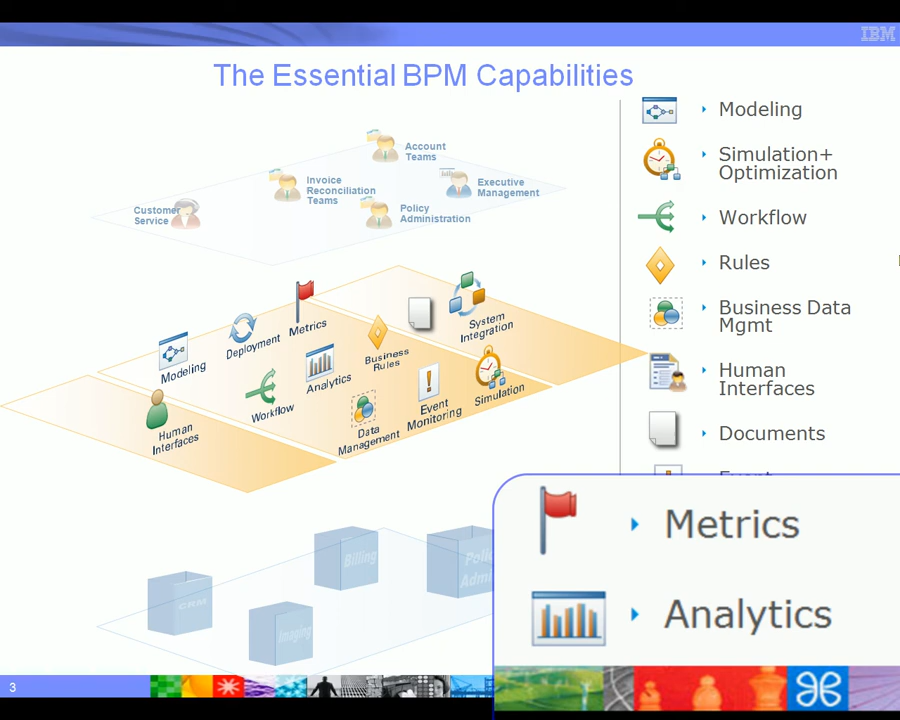 IBM
The Essential BPM Capabilities
Account
Teams
Invoice
Reconciliation
Teams
Executive
Management
Customer
Service
Policy
Administration
Metrics
System
Integration
Deployment
Modeling
Business
Rules
Analytics
Workflow
Simulation
Event
Monitoring
Data
Management
Human
Interfaces
Billing
CRM
Imaging
Modeling
Simulation+
Optimization
Workflow
Rules
Business Data
Mgmt
Human
Interfaces
Documents
Metrics
Analytics
3